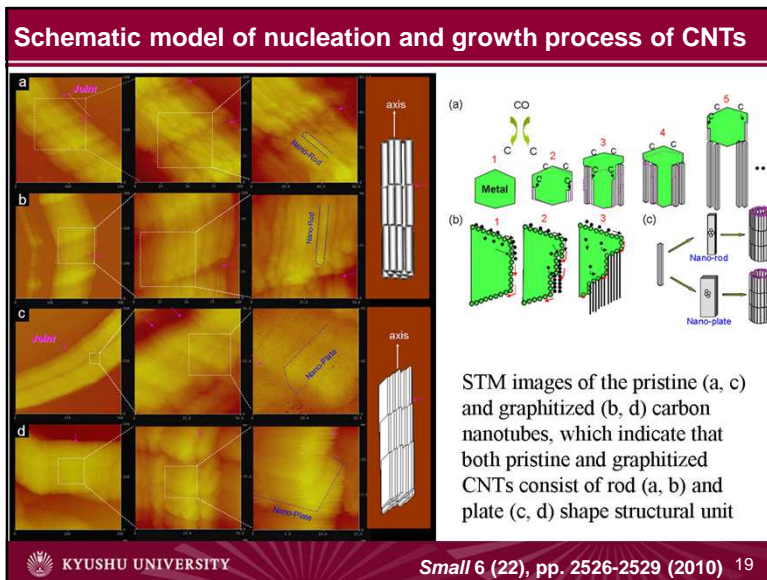 Schematic model of nucleation and growth process of CNTs
a
Joint
Nano-Rod
axis
b
Nano-Rod
c
Joint
Nano-Plate
axis
d
Nano-Plate
(a)
CO
C C
1
Metal
2
C C
3
C C
4
C C
5
C C
(b)
1
2
3
(c)
Nano-rod
Nano-plate
STM images of the pristine (a, c)
and graphitized (b, d) carbon
nanotubes, which indicate that
both pristine and graphitized
CNTs consist of rod (a, b) and
plate (c, d) shape structural unit
KYUSHU UNIVERSITY
Small 6 (22), pp. 2526-2529 (2010) 19